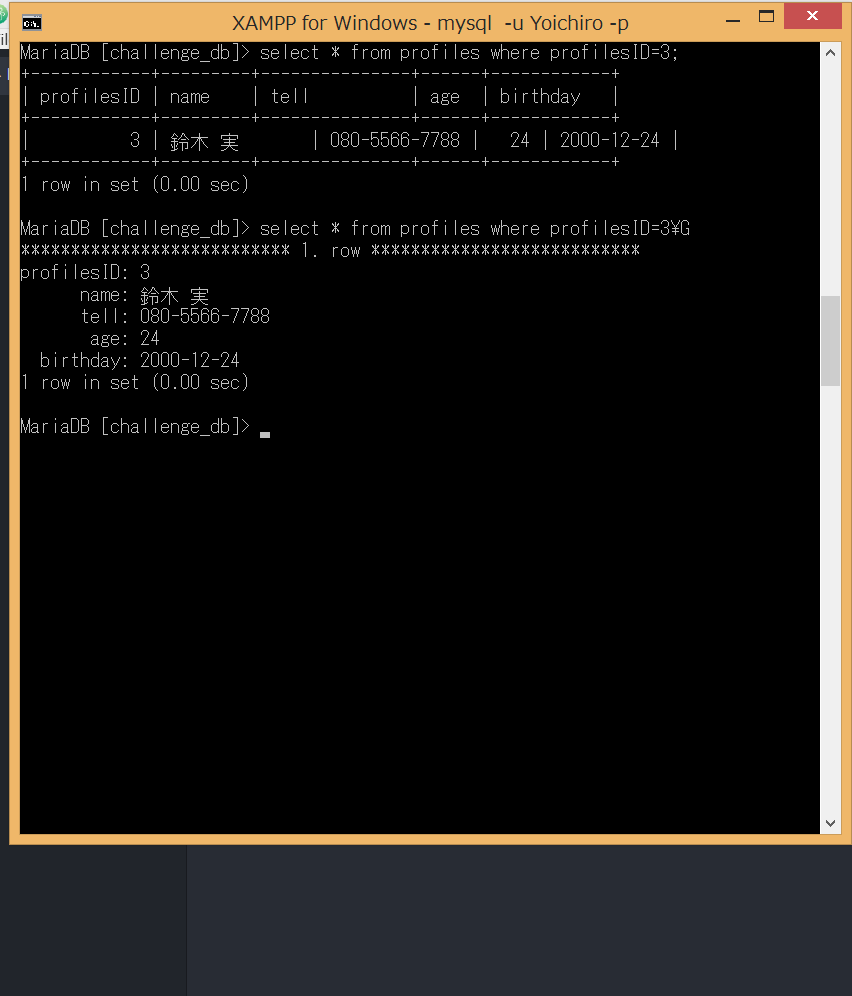 XAMPP for Windows - mysql  -u Yoichiro -p
il
MariaDB [challenge_db]> select * from profiles where profilesID=3;
+------------+---------+---------------+------+------------+
| profilesID | name    | tell          | age  | birthday   |
+------------+---------+---------------+------+------------+
|          3 | 鈴木 実       | 080-5566-7788 |   24 | 2000-12-24 |
+------------+---------+---------------+------+------------+
1 row in set (0.00 sec)
MariaDB [challenge_db]> select * from profiles where profilesID=3¥G
*************************** 1. row ***************************
profilesID: 3
      name: 鈴木 実
      tell: 080-5566-7788
       age: 24
  birthday: 2000-12-24
1 row in set (0.00 sec)
MariaDB [challenge_db]>